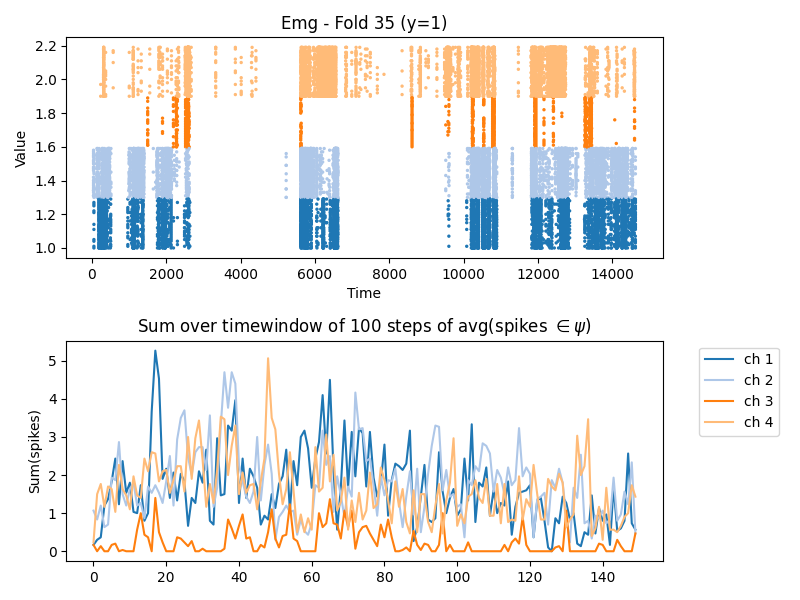 Emg - Fold 35 (y=1)
Value
2.2
2.0
1.8
1.6
1.4
1.2
1.0
0 2000 4000 6000 8000 10000 12000 14000
Time
Sum over timewindow of 100 steps of avg(spikes ∈ ψ)
Sum(spikes)
5
4
3
2
1
0
0 20 40 60 80 100 120 140
ch 1
ch 2
ch 3
ch 4